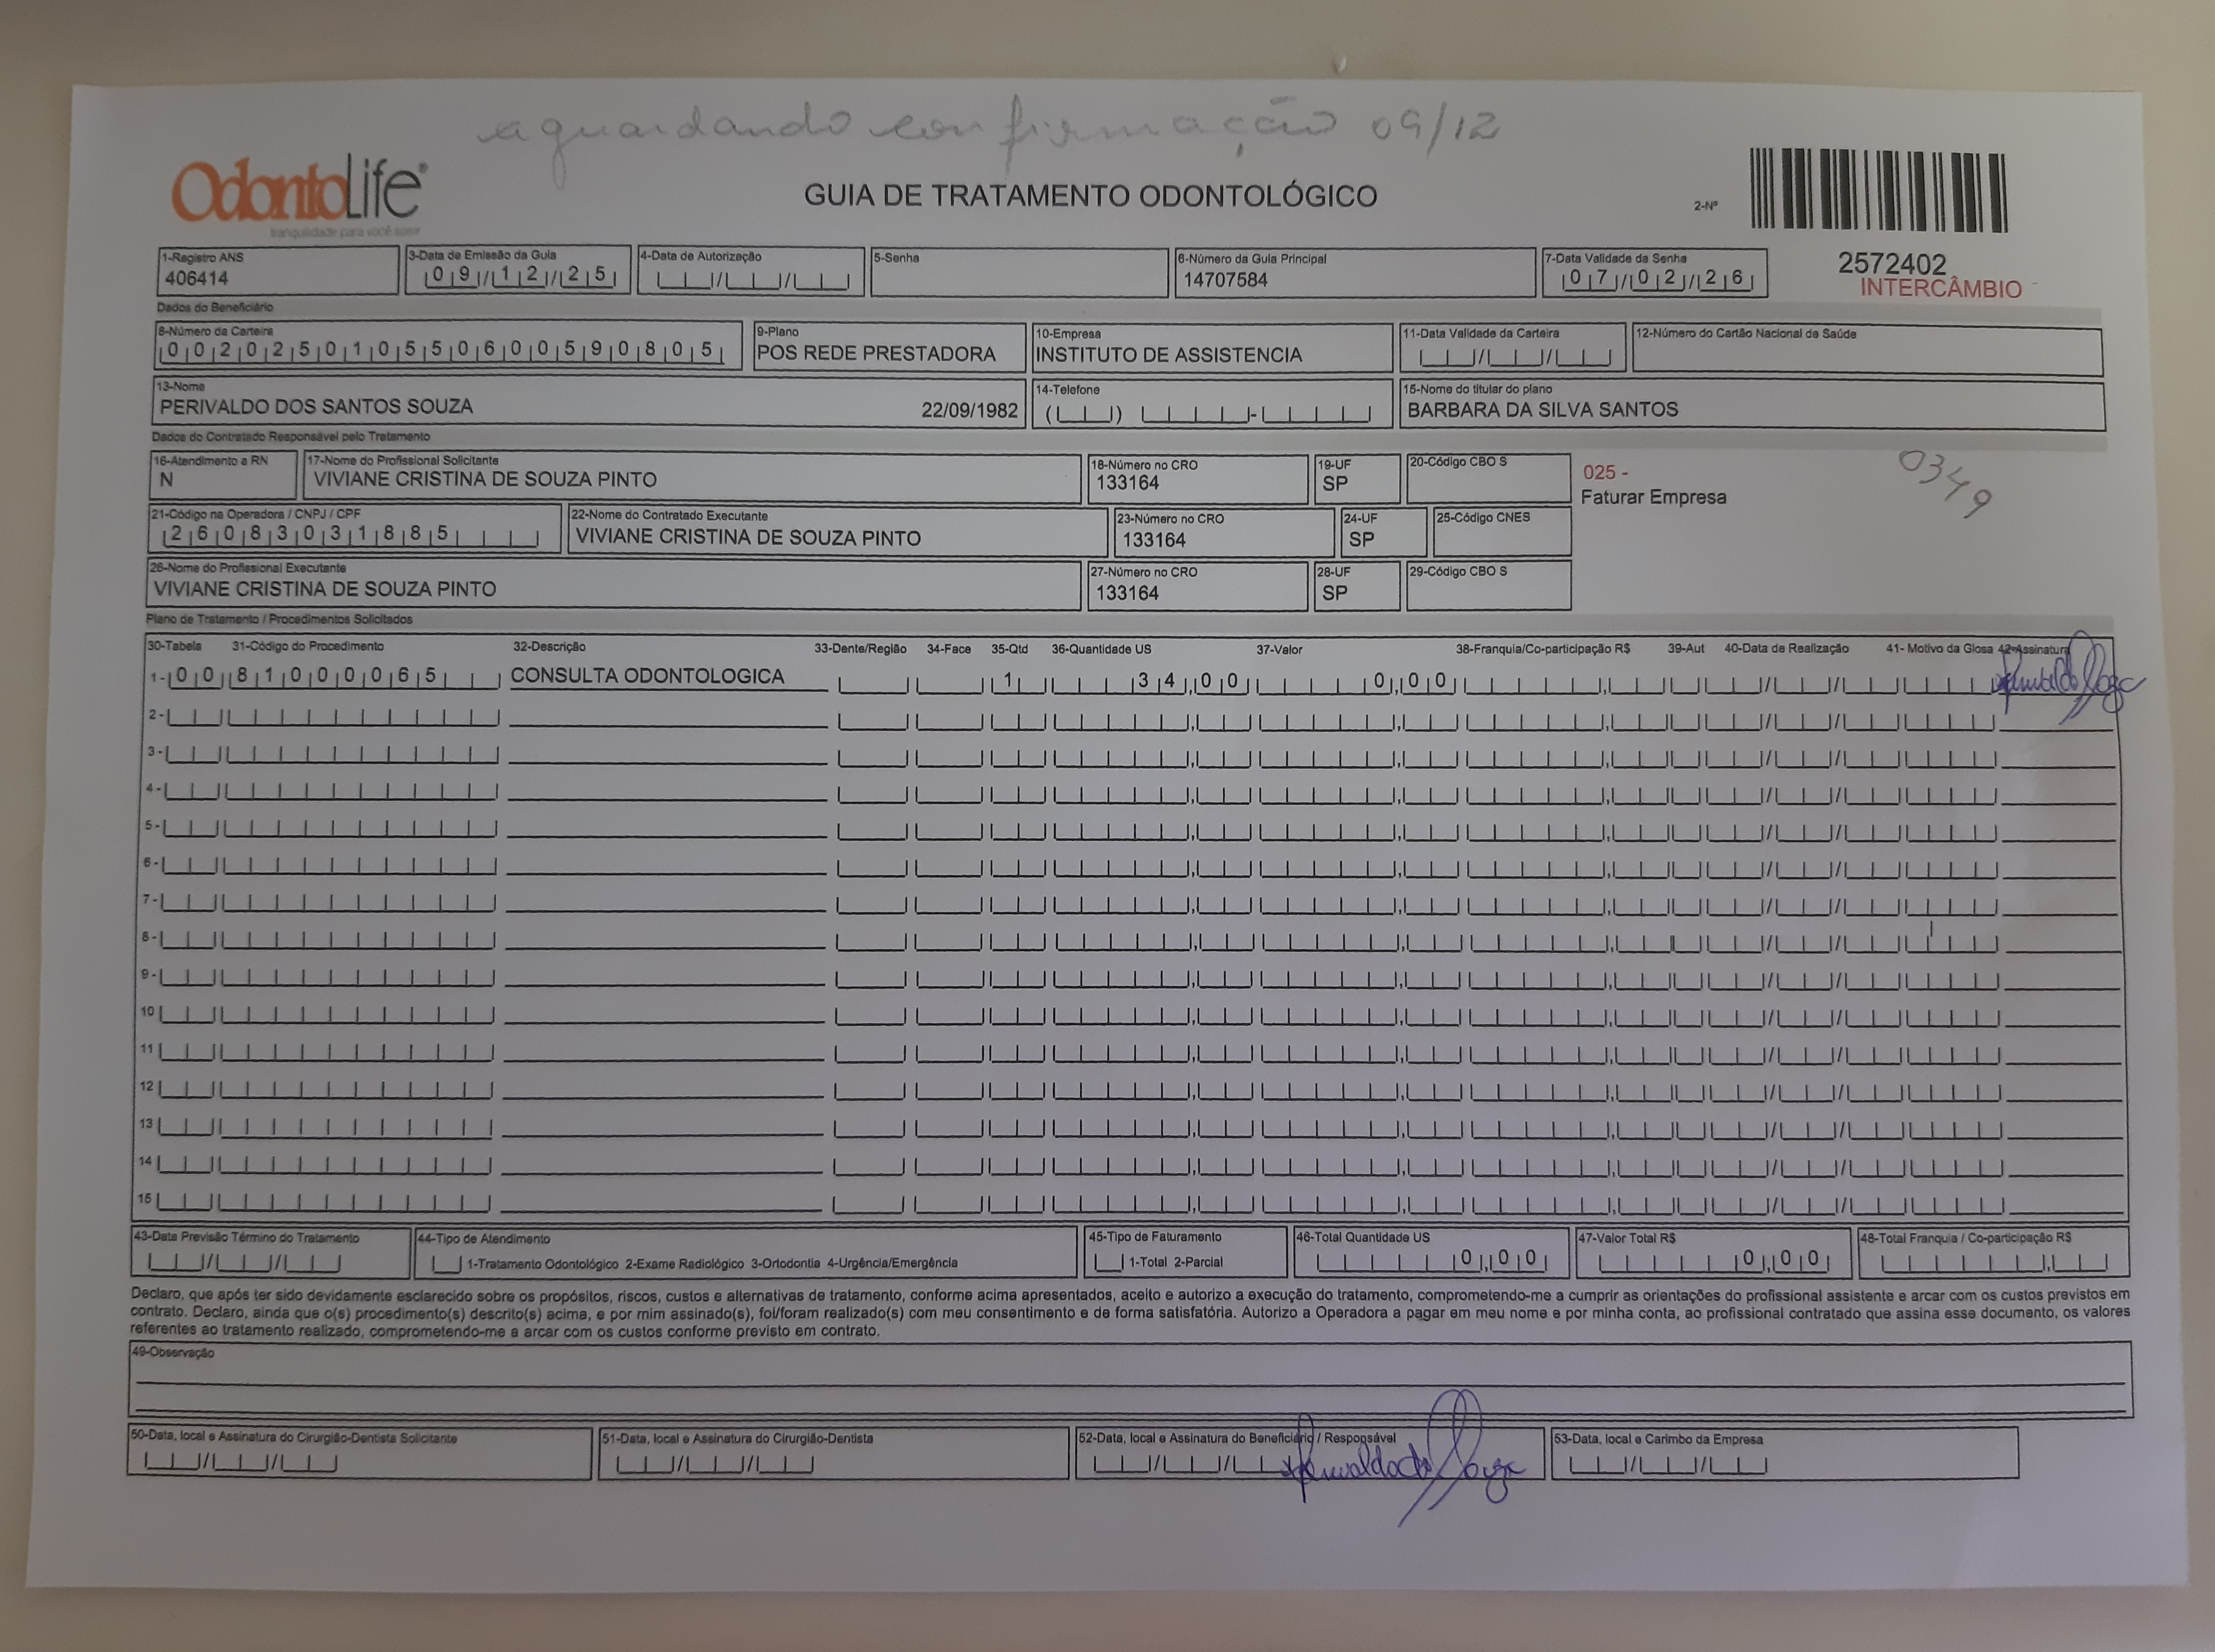 aguardando confirmação 09/12
OdontoLife®
tranquilidade para você sorrir
GUIA DE TRATAMENTO ODONTOLÓGICO
2-Nº
2572402
INTERCÂMBIO
1-Registro ANS
406414
3-Data de Emissão da Guia
09/12/25
4-Data de Autorização
5-Senha
6-Número da Guia Principal
14707584
7-Data Validade da Senha
07/02/26
Dados do Beneficiário
8-Número da Carteira
00202501055060059 0805
9-Plano
POS REDE PRESTADORA
10-Empresa
INSTITUTO DE ASSISTENCIA
11-Data Validade da Carteira
12-Número do Cartão Nacional de Saúde
13-Nome
PERIVALDO DOS SANTOS SOUZA 22/09/1982
14-Telefone
15-Nome do titular do plano
BARBARA DA SILVA SANTOS
Dados do Contratado Responsável pelo Tratamento
16-Atendimento a RN
N
17-Nome do Profissional Solicitante
VIVIANE CRISTINA DE SOUZA PINTO
18-Número no CRO
133164
19-UF
SP
20-Código CBO S
025 -
Faturar Empresa
0349
21-Código na Operadora / CNPJ / CPF
26083031885
22-Nome do Contratado Executante
VIVIANE CRISTINA DE SOUZA PINTO
23-Número no CRO
133164
24-UF
SP
25-Código CNES
26-Nome do Profissional Executante
VIVIANE CRISTINA DE SOUZA PINTO
27-Número no CRO
133164
28-UF
SP
29-Código CBO S
Plano de Tratamento / Procedimentos Solicitados
30-Tabela 31-Código do Procedimento 32-Descrição 33-Dente/Região 34-Face 35-Qtd 36-Quantidade US 37-Valor 38-Franquia/Co-participação R$ 39-Aut 40-Data de Realização 41- Motivo da Glosa 42-Assinatura
1- 00 81000065 CONSULTA ODONTOLOGICA 1 34,00 0,00
2-
3-
4-
5-
6-
7-
8-
9-
10
11
12
13
14
15
43-Data Previsão Término do Tratamento
44-Tipo de Atendimento
1-Tratamento Odontológico 2-Exame Radiológico 3-Ortodontia 4-Urgência/Emergência
45-Tipo de Faturamento
1-Total 2-Parcial
46-Total Quantidade US
0,00
47-Valor Total R$
0,00
48-Total Franquia / Co-participação R$
Declaro, que após ter sido devidamente esclarecido sobre os propósitos, riscos, custos e alternativas de tratamento, conforme acima apresentados, aceito e autorizo a execução do tratamento, comprometendo-me a cumprir as orientações do profissional assistente e arcar com os custos previstos em
contrato. Declaro, ainda que o(s) procedimento(s) descrito(s) acima, e por mim assinado(s), foi/foram realizado(s) com meu consentimento e de forma satisfatória. Autorizo a Operadora a pagar em meu nome e por minha conta, ao profissional contratado que assina esse documento, os valores
referentes ao tratamento realizado, comprometendo-me a arcar com os custos conforme previsto em contrato.
49-Observação
50-Data, local e Assinatura do Cirurgião-Dentista Solicitante
51-Data, local e Assinatura do Cirurgião-Dentista
52-Data, local e Assinatura do Beneficiário / Responsável
53-Data, local e Carimbo da Empresa